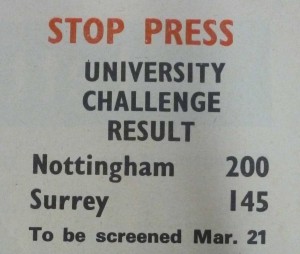 STOP PRESS
UNIVERSITY
CHALLENGE
RESULT
Nottingham 200
Surrey 145
To be screened Mar. 21